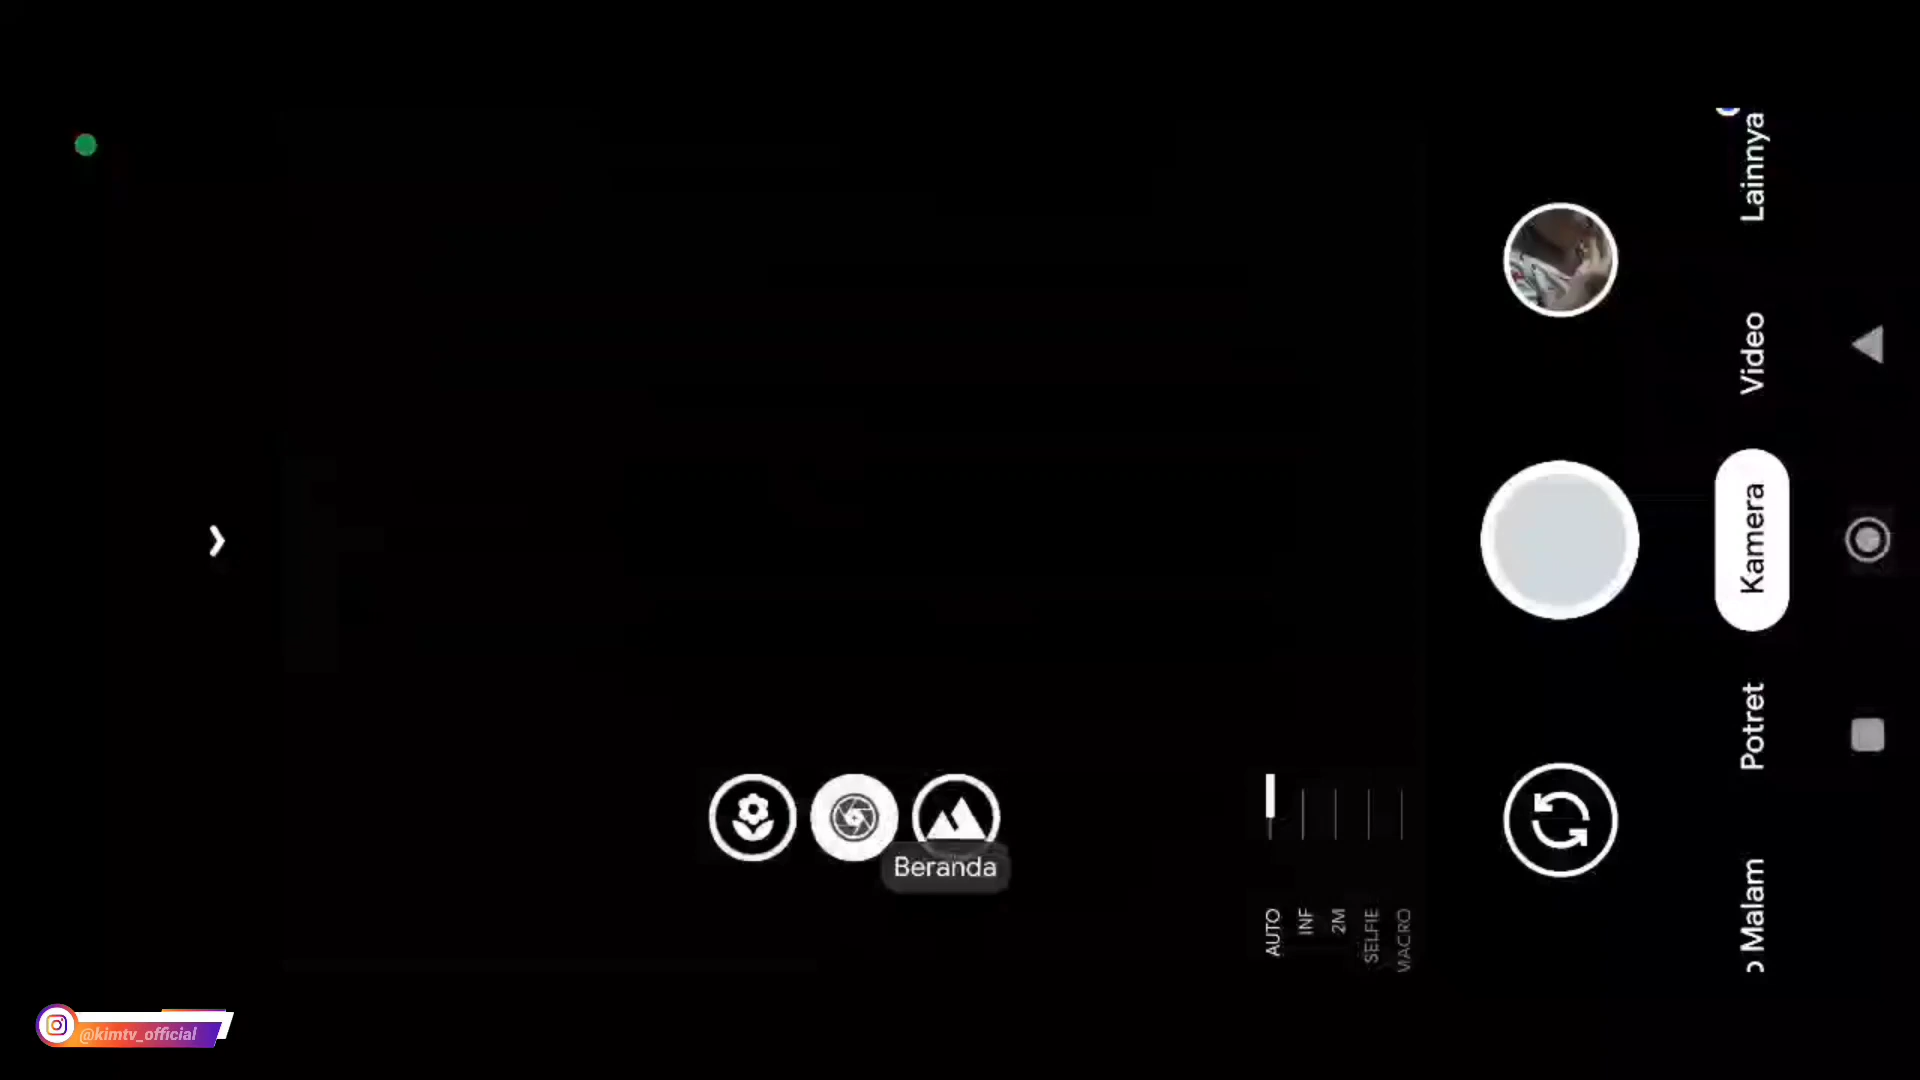 Lainnya
Video
Kamera
Potret
Malam
Beranda
AUTO
INF
2M
SELFIE
MACRO
@kimtv_official